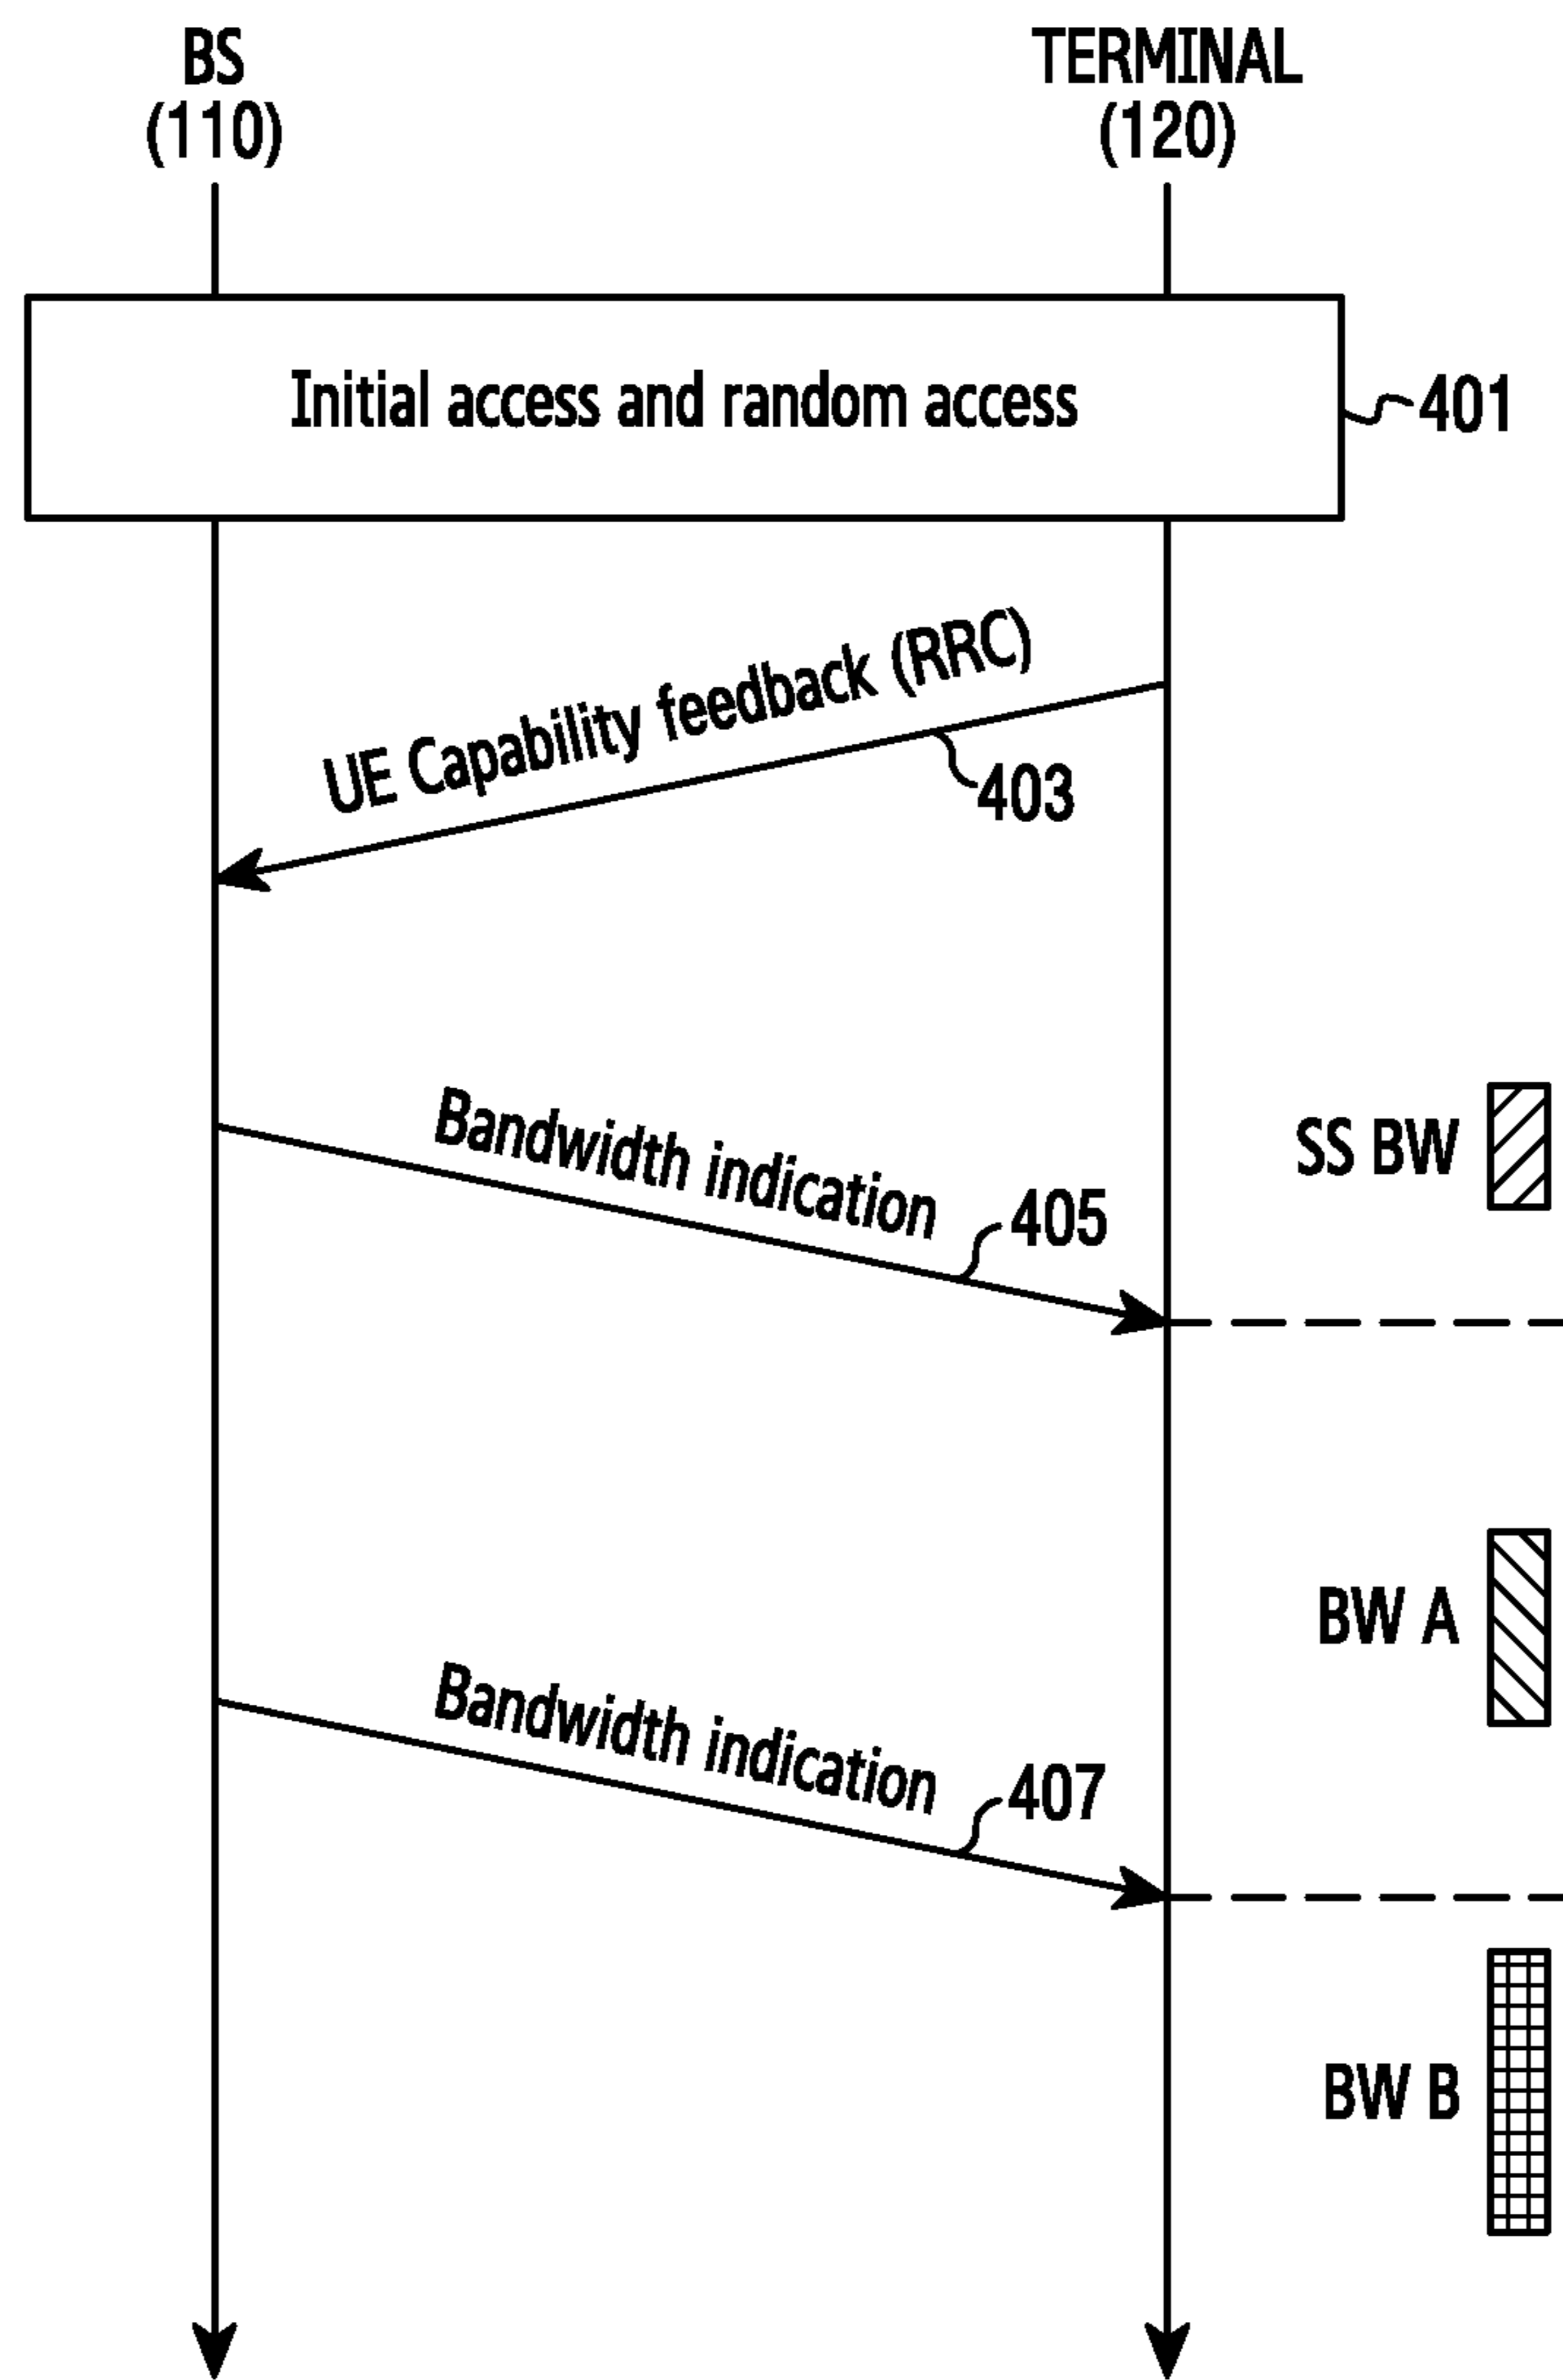 BS
(110)
TERMINAL
(120)
Initial access and random access
401
UE Capability feedback (RRC)
403
Bandwidth indication
405
SS BW
BW A
Bandwidth indication
407
BW B